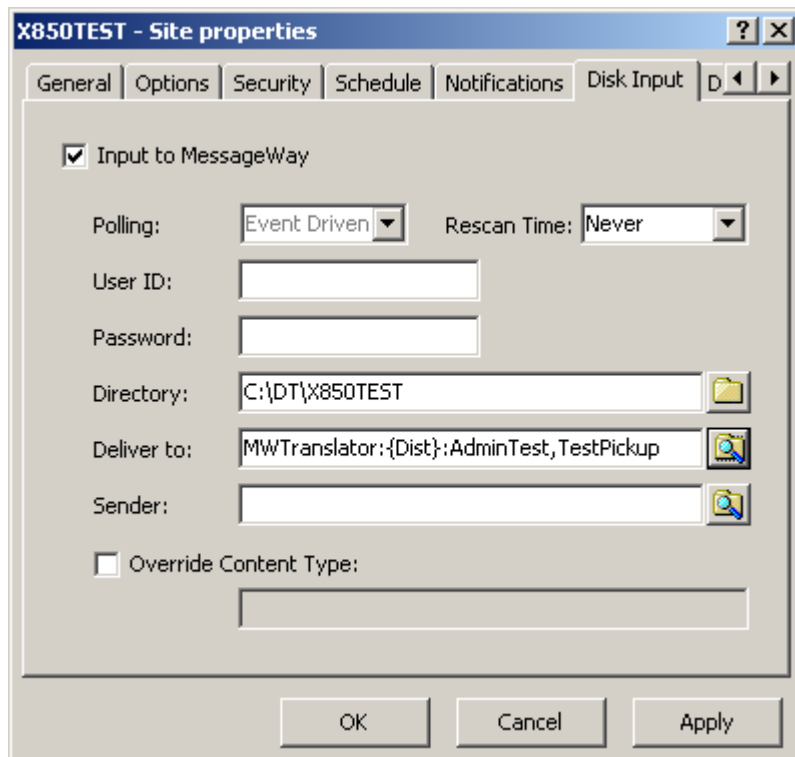 X850TEST - Site properties
General Options Security Schedule Notifications Disk Input D
Input to MessageWay
Polling: Event Driven Rescan Time: Never
User ID:
Password:
Directory: C:\DT\X850TEST
Deliver to: MWTranslator:{Dist}:AdminTest,TestPickup
Sender:
Override Content Type:
OK Cancel Apply